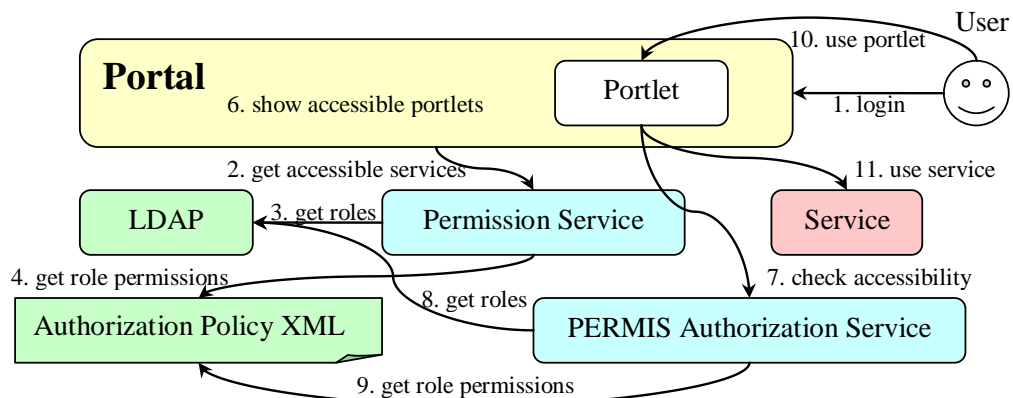 User
10. use portlet
Portal
Portlet
6. show accessible portlets
1. login
2. get accessible services
11. use service
LDAP
3. get roles
Permission Service
Service
4. get role permissions
7. check accessibility
8. get roles
Authorization Policy XML
PERMIS Authorization Service
9. get role permissions